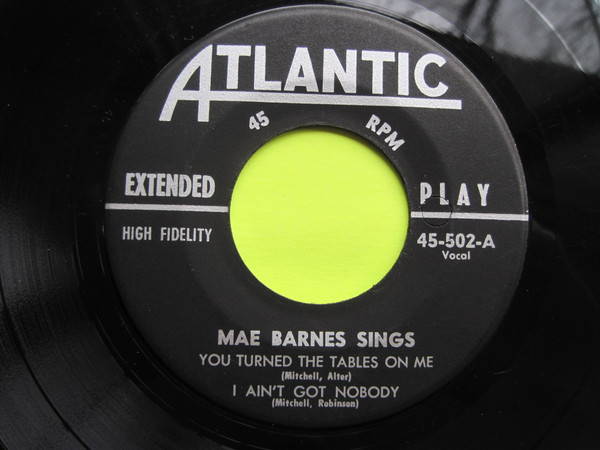 ATLANTIC
45 RPM
EXTENDED PLAY
HIGH FIDELITY
45-502-A
Vocal
MAE BARNES SINGS
YOU TURNED THE TABLES ON ME
(Mitchell, Alter)
I AIN'T GOT NOBODY
(Mitchell, Robinson)